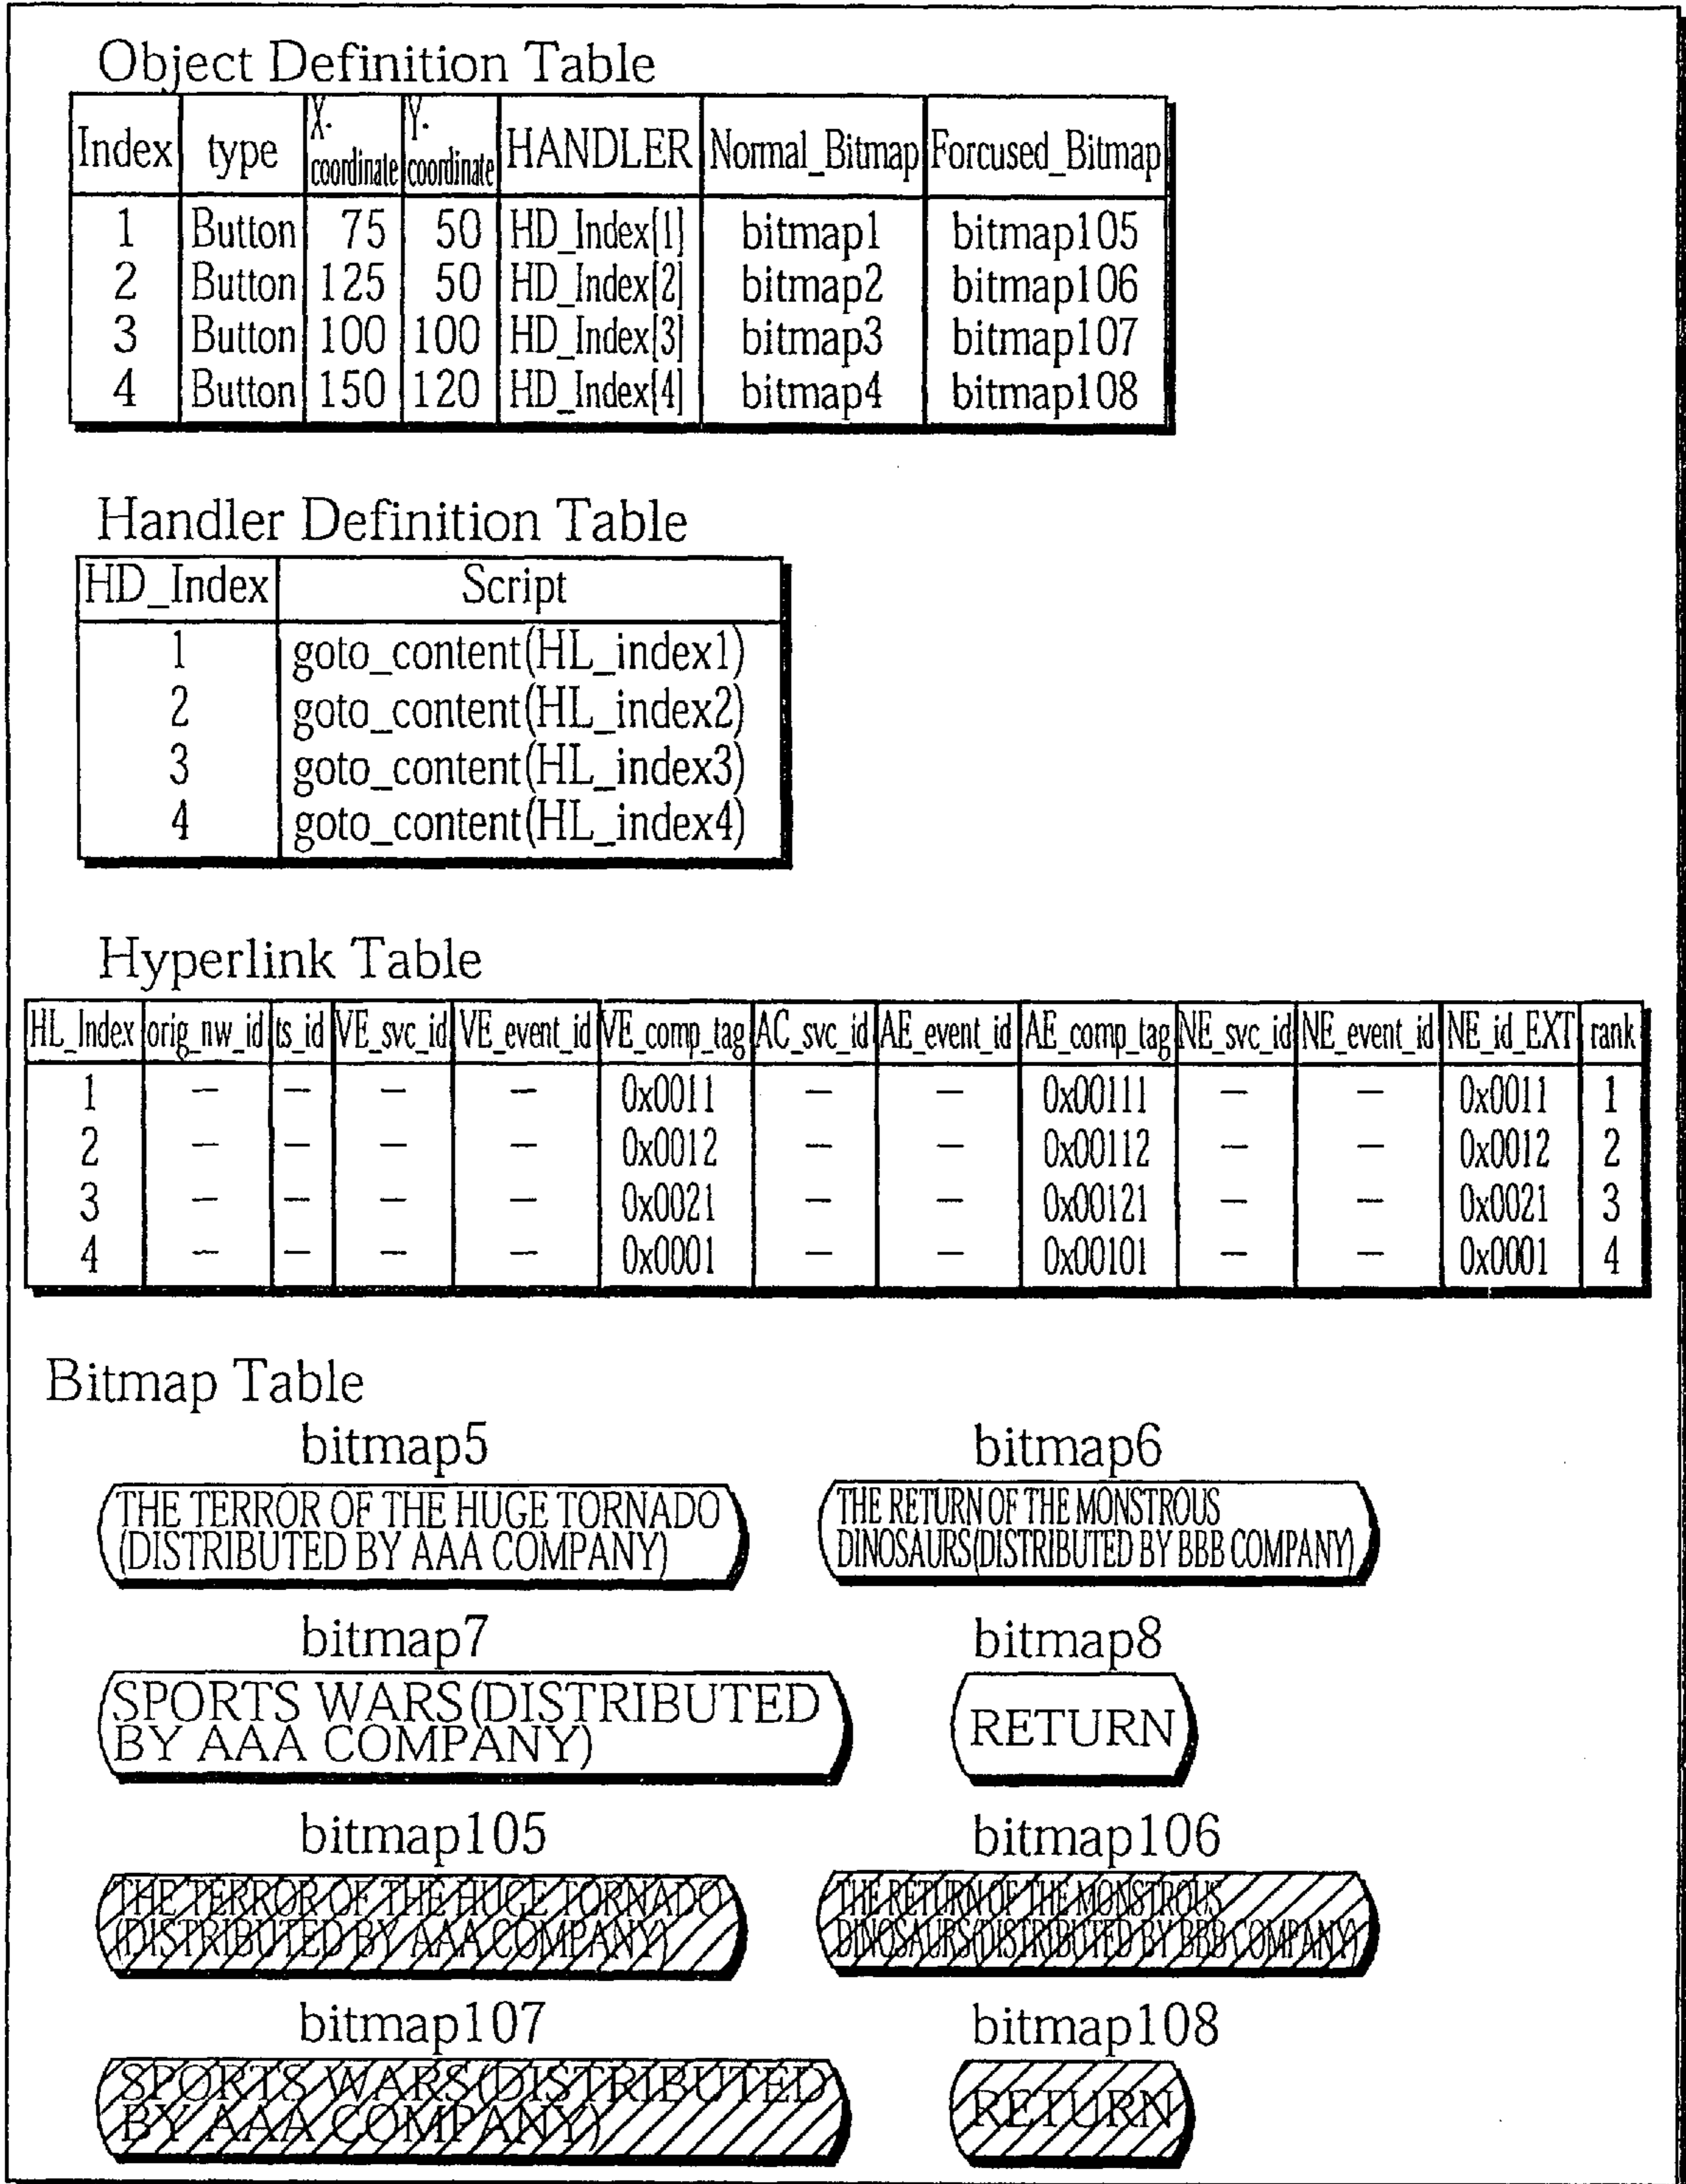 Object Definition Table
Index type X-coordinate Y-coordinate HANDLER Normal_Bitmap Forcused_Bitmap
1 Button 75 50 HD_Index[1] bitmap1 bitmap105
2 Button 125 50 HD_Index[2] bitmap2 bitmap106
3 Button 100 100 HD_Index[3] bitmap3 bitmap107
4 Button 150 120 HD_Index[4] bitmap4 bitmap108
Handler Definition Table
HD_Index Script
1 goto_content(HL_index1)
2 goto_content(HL_index2)
3 goto_content(HL_index3)
4 goto_content(HL_index4)
Hyperlink Table
HL_Index orig_nw_id ts_id VE_svc_id VE_event_id VE_comp_tag AC_svc_id AE_event_id AE_comp_tag NE_svc_id NE_event_id NE_id_EXT rank
1 — — — — 0x0011 — — 0x00111 — — 0x0011 1
2 — — — — 0x0012 — — 0x00112 — — 0x0012 2
3 — — — — 0x0021 — — 0x00121 — — 0x0021 3
4 — — — — 0x0001 — — 0x00101 — — 0x0001 4
Bitmap Table
bitmap5 bitmap6
THE TERROR OF THE HUGE TORNADO
(DISTRIBUTED BY AAA COMPANY)
THE RETURN OF THE MONSTROUS
DINOSAURS(DISTRIBUTED BY BBB COMPANY)
bitmap7 bitmap8
SPORTS WARS(DISTRIBUTED
BY AAA COMPANY)
RETURN
bitmap105 bitmap106
THE TERROR OF THE HUGE TORNADO
(DISTRIBUTED BY AAA COMPANY)
THE RETURN OF THE MONSTROUS
DINOSAURS(DISTRIBUTED BY BBB COMPANY)
bitmap107 bitmap108
SPORTS WARS(DISTRIBUTED
BY AAA COMPANY)
RETURN